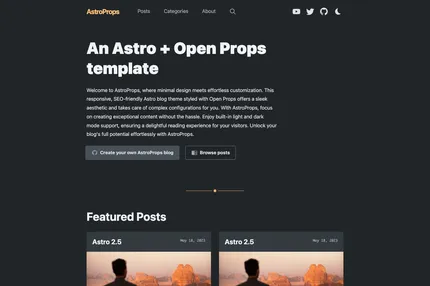 AstroProps
Posts
Categories
About
An Astro + Open Props
template
Welcome to AstroProps, where minimal design meets effortless customization. This
responsive, SEO-friendly Astro blog theme styled with Open Props offers a sleek
aesthetic and takes care of complex configurations for you. With AstroProps, focus
on creating exceptional content without the hassle. Enjoy built-in light and dark
mode support, ensuring a delightful reading experience for your visitors. Unlock your
blog's full potential effortlessly with AstroProps.
Create your own AstroProps blog
Browse posts
Featured Posts
Astro 2.5
May 18, 2023
Astro 2.5
May 18, 2023